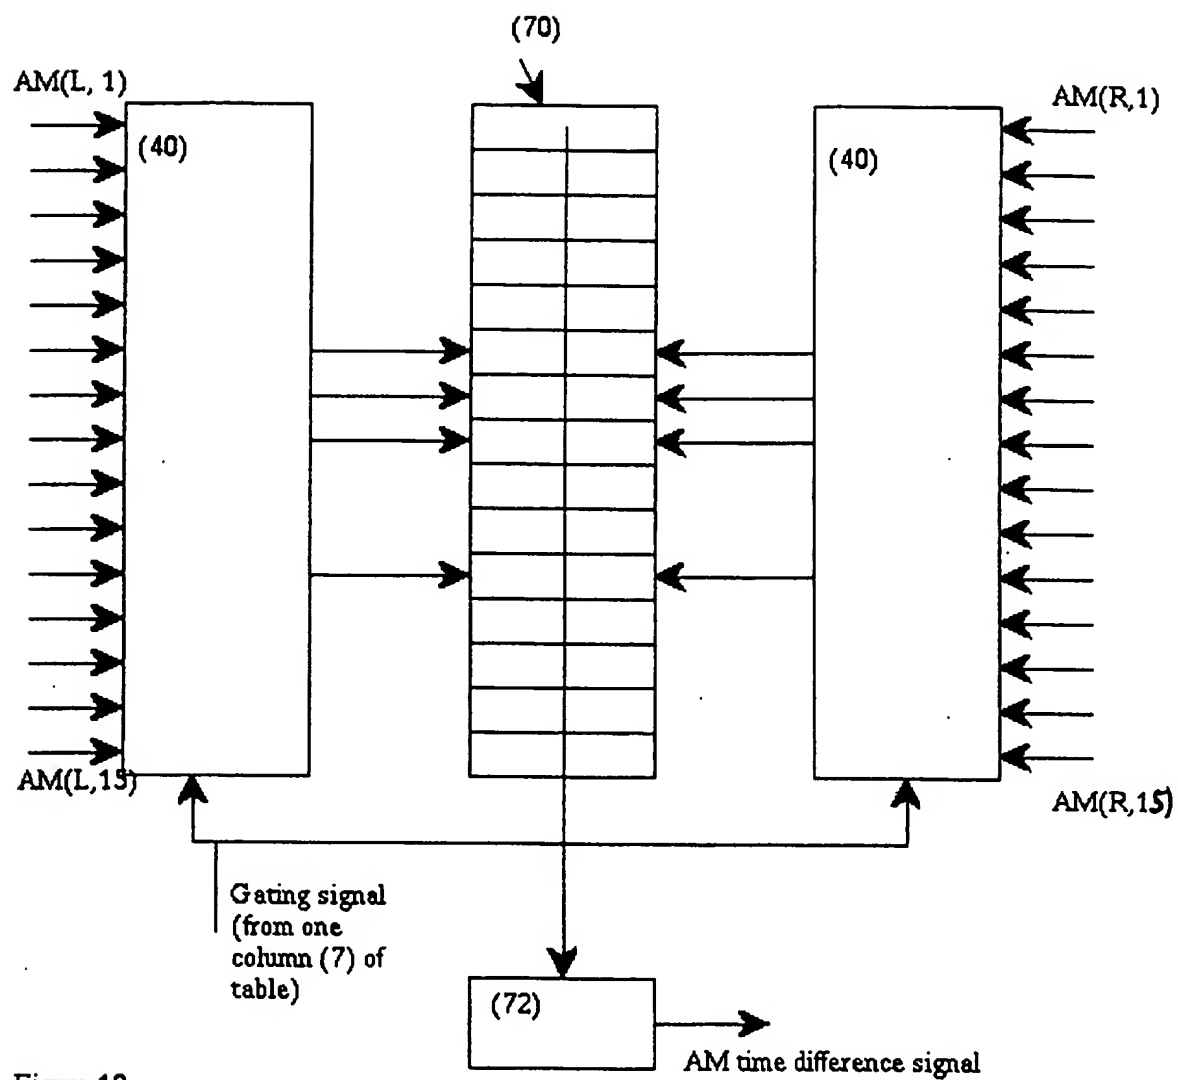 (70)
AM(L, 1)
AM(R,1)
(40)
(40)
AM(L,15)
AM(R,15)
Gating signal
(from one
column (7) of
table)
(72)
AM time difference signal